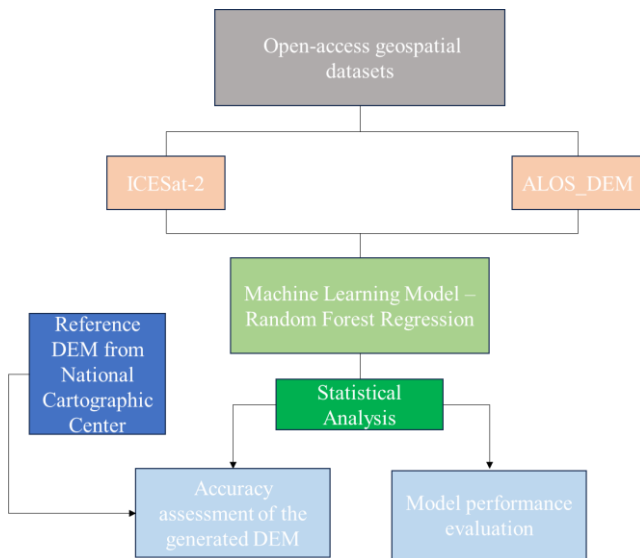 Open-access geospatial
datasets
ICESat-2
ALOS_DEM
Machine Learning Model –
Random Forest Regression
Reference
DEM from
National
Cartographic
Center
Statistical
Analysis
Accuracy
assessment of the
generated DEM
Model performance
evaluation